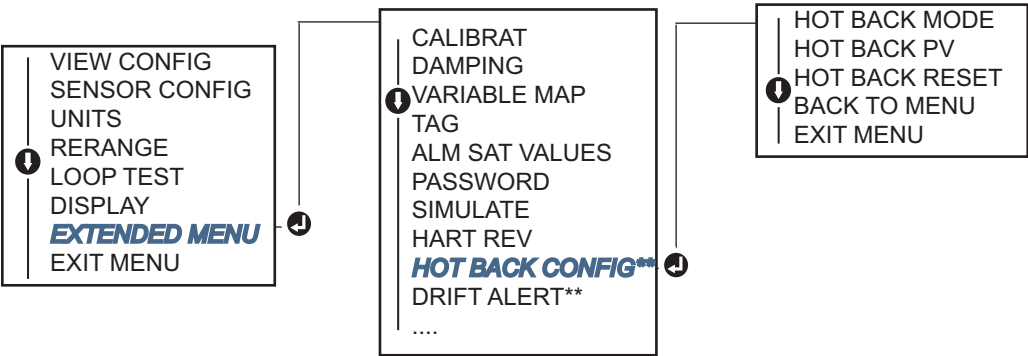 VIEW CONFIG
SENSOR CONFIG
UNITS
RERANGE
LOOP TEST
DISPLAY
EXTENDED MENU
EXIT MENU
CALIBRAT
DAMPING
VARIABLE MAP
TAG
ALM SAT VALUES
PASSWORD
SIMULATE
HART REV
HOT BACK CONFIG**
DRIFT ALERT**
....
HOT BACK MODE
HOT BACK PV
HOT BACK RESET
BACK TO MENU
EXIT MENU